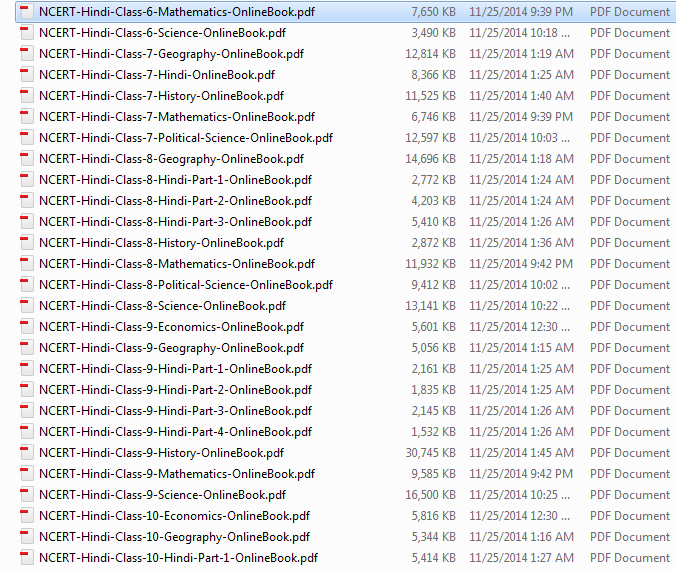 NCERT-Hindi-Class-6-Mathematics-OnlineBook.pdf 7,650 KB 11/25/2014 9:39 PM PDF Document
NCERT-Hindi-Class-6-Science-OnlineBook.pdf 3,490 KB 11/25/2014 10:18 ... PDF Document
NCERT-Hindi-Class-7-Geography-OnlineBook.pdf 12,814 KB 11/25/2014 1:19 AM PDF Document
NCERT-Hindi-Class-7-Hindi-OnlineBook.pdf 8,366 KB 11/25/2014 1:25 AM PDF Document
NCERT-Hindi-Class-7-History-OnlineBook.pdf 11,525 KB 11/25/2014 1:40 AM PDF Document
NCERT-Hindi-Class-7-Mathematics-OnlineBook.pdf 6,746 KB 11/25/2014 9:39 PM PDF Document
NCERT-Hindi-Class-7-Political-Science-OnlineBook.pdf 12,597 KB 11/25/2014 10:03 ... PDF Document
NCERT-Hindi-Class-8-Geography-OnlineBook.pdf 14,696 KB 11/25/2014 1:18 AM PDF Document
NCERT-Hindi-Class-8-Hindi-Part-1-OnlineBook.pdf 2,772 KB 11/25/2014 1:24 AM PDF Document
NCERT-Hindi-Class-8-Hindi-Part-2-OnlineBook.pdf 4,203 KB 11/25/2014 1:24 AM PDF Document
NCERT-Hindi-Class-8-Hindi-Part-3-OnlineBook.pdf 5,410 KB 11/25/2014 1:26 AM PDF Document
NCERT-Hindi-Class-8-History-OnlineBook.pdf 2,872 KB 11/25/2014 1:36 AM PDF Document
NCERT-Hindi-Class-8-Mathematics-OnlineBook.pdf 11,932 KB 11/25/2014 9:42 PM PDF Document
NCERT-Hindi-Class-8-Political-Science-OnlineBook.pdf 9,412 KB 11/25/2014 10:02 ... PDF Document
NCERT-Hindi-Class-8-Science-OnlineBook.pdf 13,141 KB 11/25/2014 10:22 ... PDF Document
NCERT-Hindi-Class-9-Economics-OnlineBook.pdf 5,601 KB 11/25/2014 12:30 ... PDF Document
NCERT-Hindi-Class-9-Geography-OnlineBook.pdf 5,056 KB 11/25/2014 1:15 AM PDF Document
NCERT-Hindi-Class-9-Hindi-Part-1-OnlineBook.pdf 2,161 KB 11/25/2014 1:25 AM PDF Document
NCERT-Hindi-Class-9-Hindi-Part-2-OnlineBook.pdf 1,835 KB 11/25/2014 1:25 AM PDF Document
NCERT-Hindi-Class-9-Hindi-Part-3-OnlineBook.pdf 2,145 KB 11/25/2014 1:26 AM PDF Document
NCERT-Hindi-Class-9-Hindi-Part-4-OnlineBook.pdf 1,532 KB 11/25/2014 1:26 AM PDF Document
NCERT-Hindi-Class-9-History-OnlineBook.pdf 30,745 KB 11/25/2014 1:45 AM PDF Document
NCERT-Hindi-Class-9-Mathematics-OnlineBook.pdf 9,585 KB 11/25/2014 9:42 PM PDF Document
NCERT-Hindi-Class-9-Science-OnlineBook.pdf 16,500 KB 11/25/2014 10:25 ... PDF Document
NCERT-Hindi-Class-10-Economics-OnlineBook.pdf 5,816 KB 11/25/2014 12:30 ... PDF Document
NCERT-Hindi-Class-10-Geography-OnlineBook.pdf 5,344 KB 11/25/2014 1:16 AM PDF Document
NCERT-Hindi-Class-10-Hindi-Part-1-OnlineBook.pdf 5,414 KB 11/25/2014 1:27 AM PDF Document